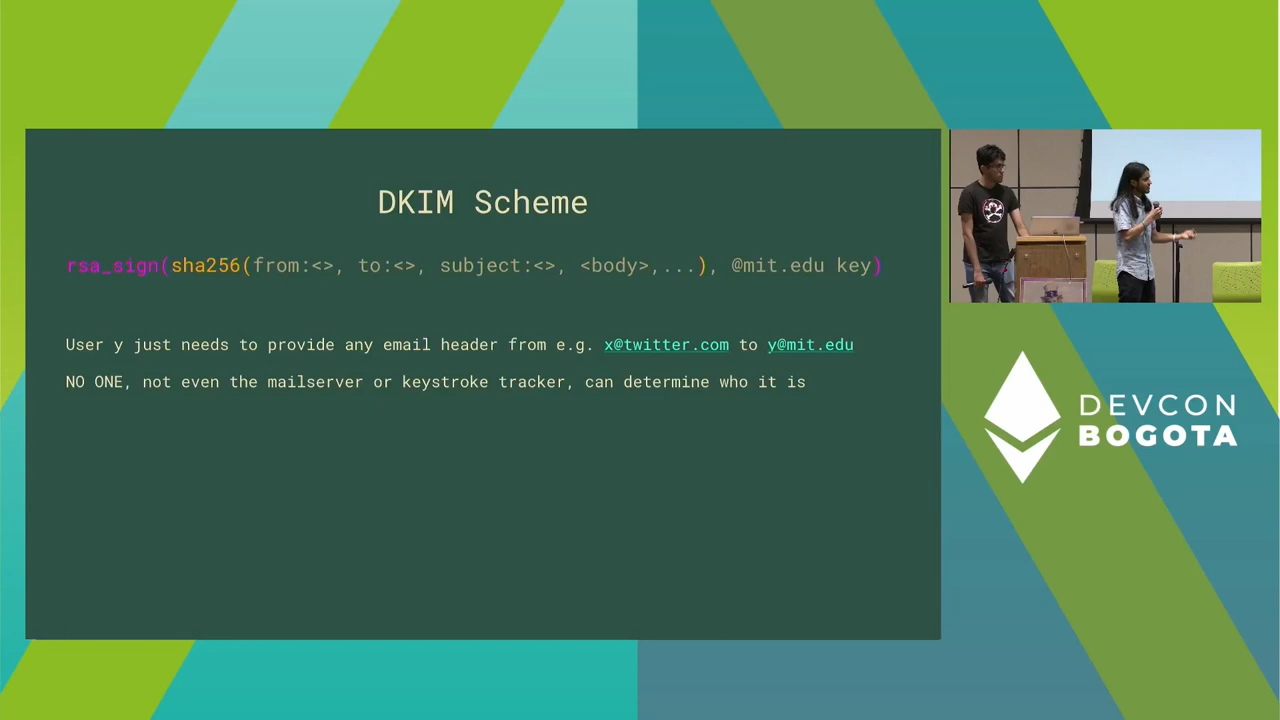 DKIM Scheme
rsa_sign(sha256(from:<>, to:<>, subject:<>, <body>,...), @mit.edu key)
User y just needs to provide any email header from e.g. x@twitter.com to y@mit.edu
NO ONE, not even the mailserver or keystroke tracker, can determine who it is
DEVCON
BOGOTA